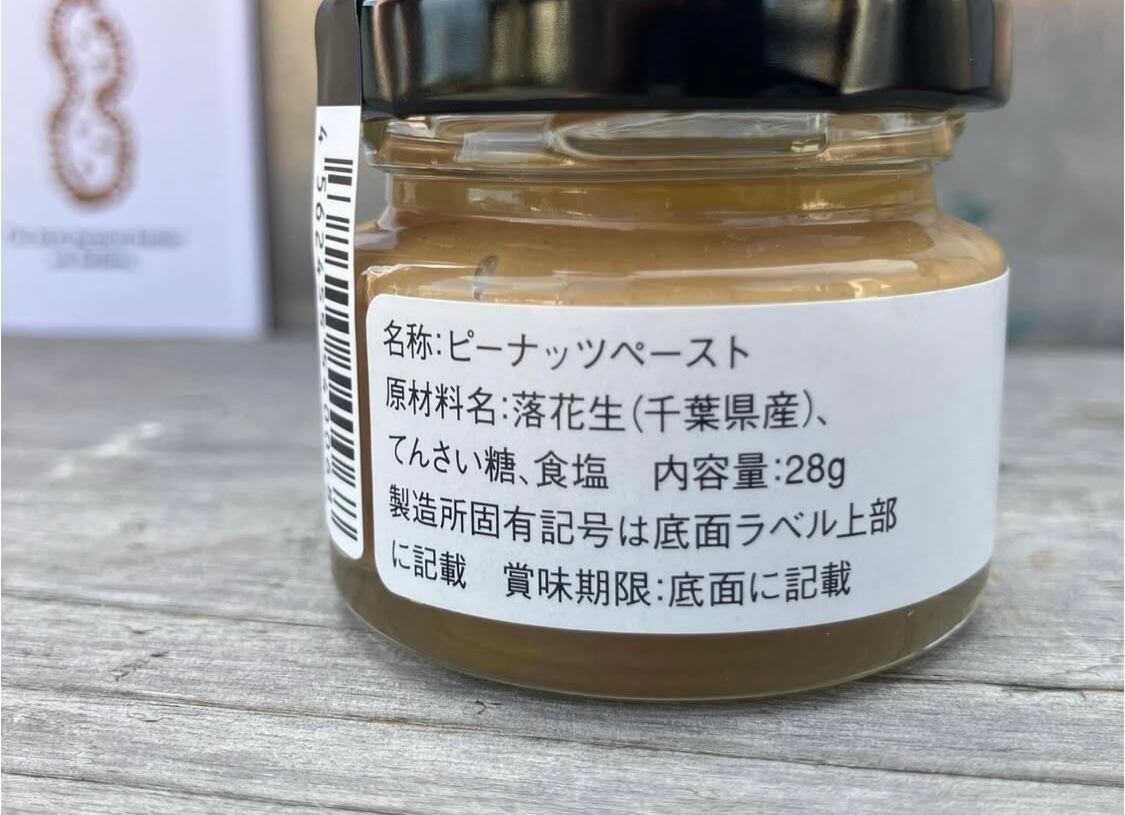 名称:ピーナッツペースト
原材料名:落花生(千葉県産)、
てんさい糖、食塩　内容量:28g
製造所固有記号は底面ラベル上部
に記載　賞味期限:底面に記載